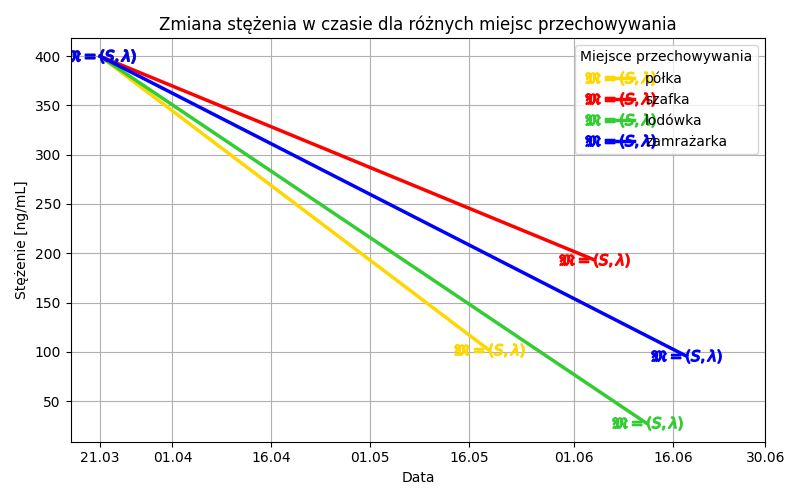 Zmiana stężenia w czasie dla różnych miejsc przechowywania
Stężenie [ng/mL]
400
350
300
250
200
150
100
50
𝔐 = (S, λ)
𝔐 = (S, λ)
𝔐 = (S, λ)
𝔐 = (S, λ)
𝔐 = (S, λ)
Miejsce przechowywania
𝔐 = (S, λ) półka
𝔐 = (S, λ) szafka
𝔐 = (S, λ) lodówka
𝔐 = (S, λ) zamrażarka
21.03 01.04 16.04 01.05 16.05 01.06 16.06 30.06
Data